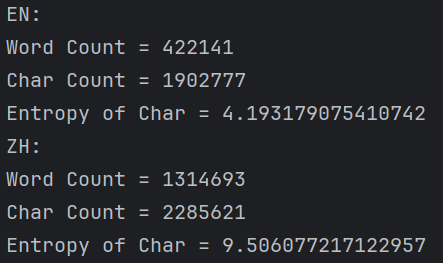 EN:
Word Count = 422141
Char Count = 1902777
Entropy of Char = 4.193179075410742
ZH:
Word Count = 1314693
Char Count = 2285621
Entropy of Char = 9.506077217122957